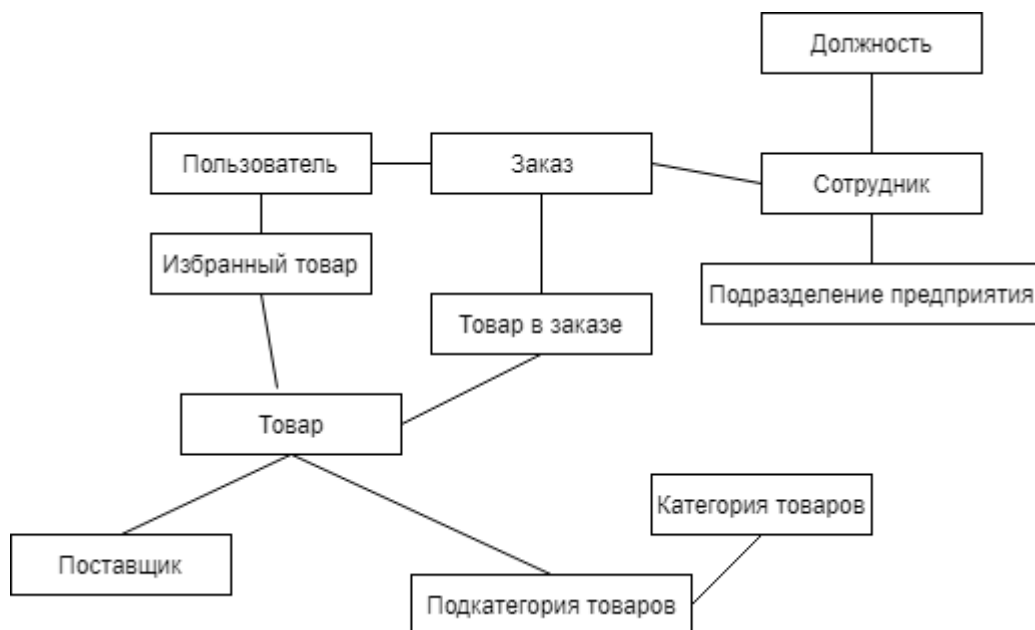 Должность
Пользователь
Заказ
Сотрудник
Избранный товар
Подразделение предприятия
Товар в заказе
Товар
Категория товаров
Поставщик
Подкатегория товаров